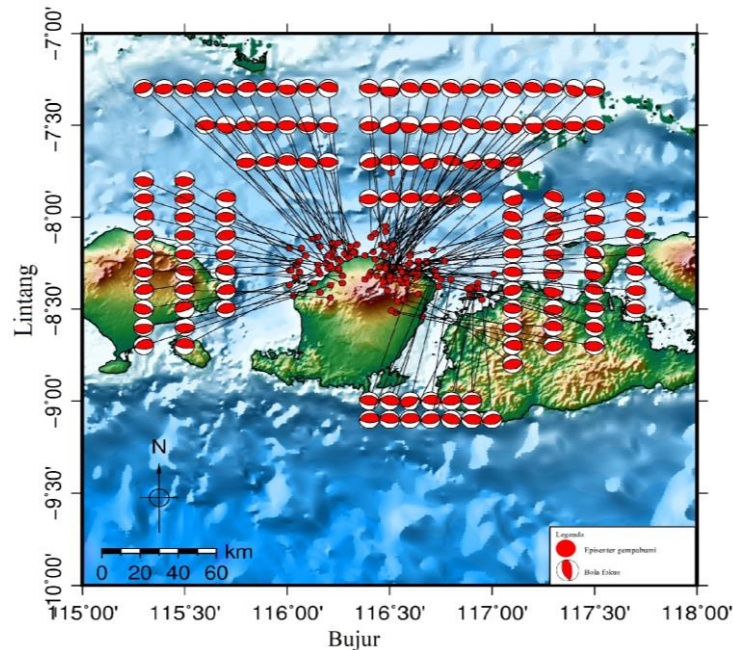 -7°00'
-7°30'
-8°00'
-8°30'
-9°00'
-9°30'
-10°00'
Lintang
N
km
0 20 40 60
Legenda
Episenter gempabumi
Bola fokus
115°00' 115°30' 116°00' 116°30' 117°00' 117°30' 118°00'
Bujur